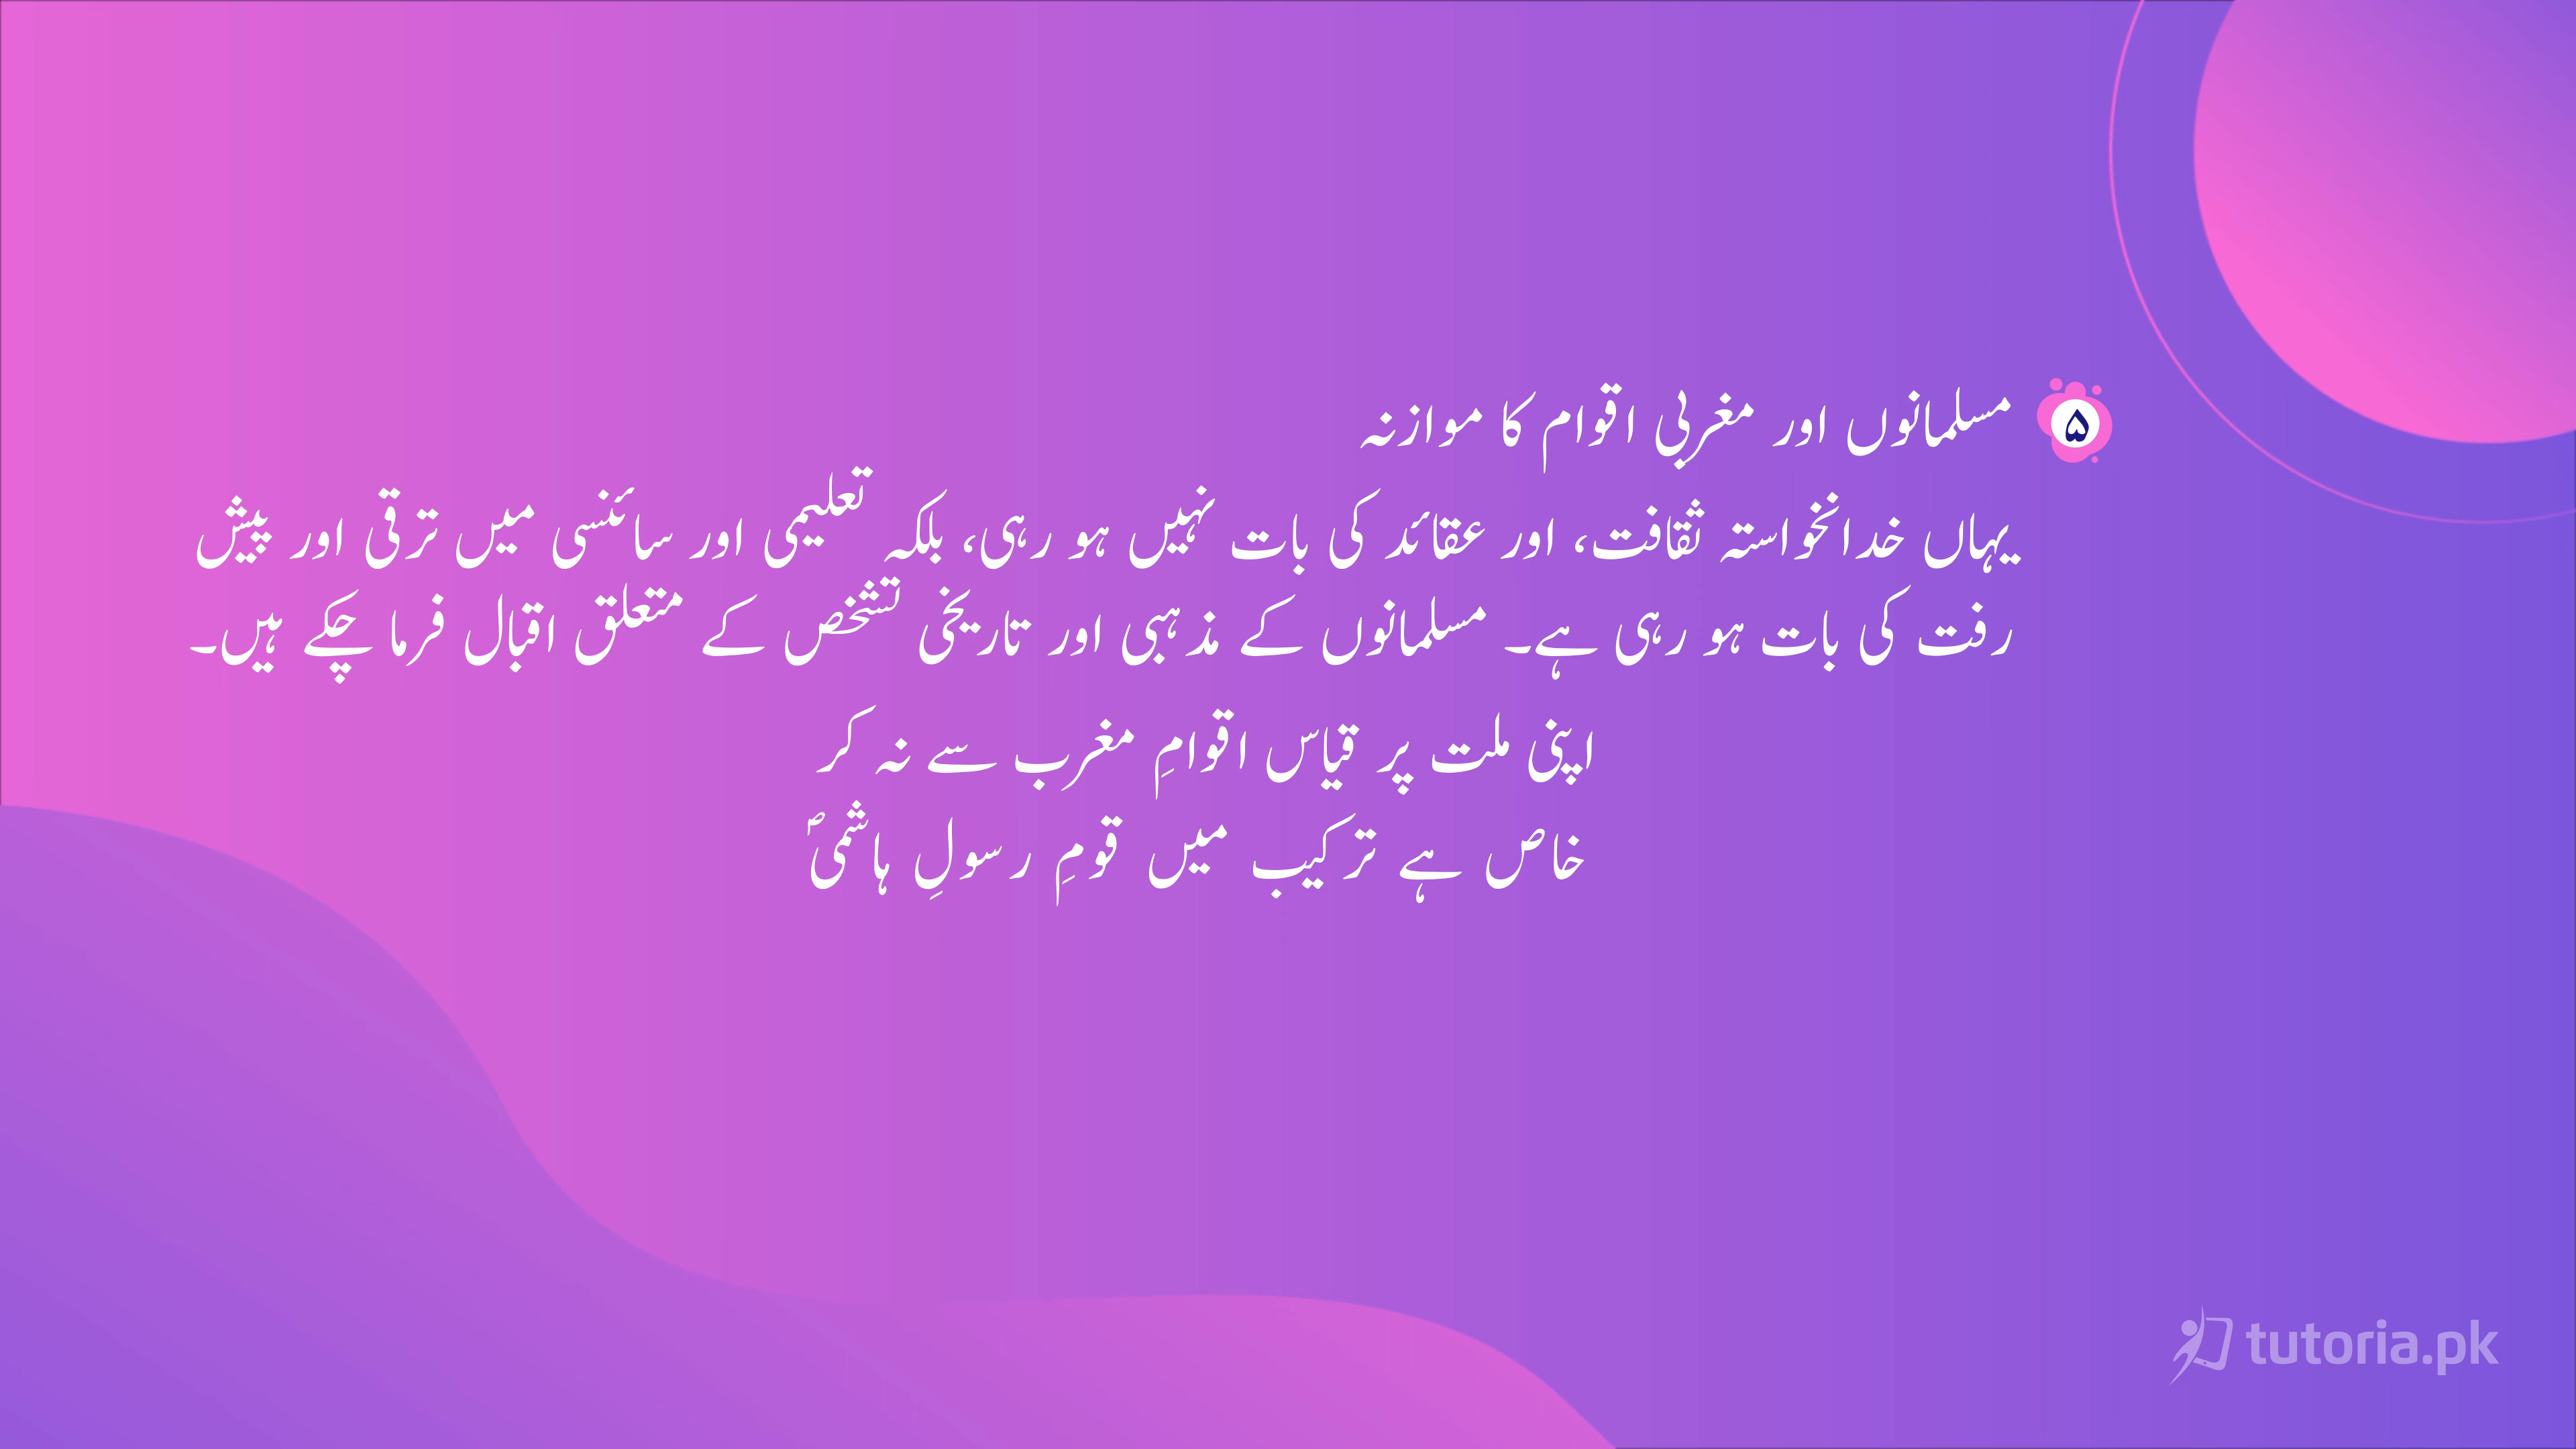 ۵ مسلمانوں اور مغربی اقوام کا موازنہ
یہاں خدانخواستہ ثقافت، اور عقائد کی بات نہیں ہو رہی، بلکہ تعلیمی اور سائنسی میں ترقی اور پیش
رفت کی بات ہو رہی ہے۔ مسلمانوں کے مذہبی اور تاریخی تشخص کے متعلق اقبال فرما چکے ہیں۔
اپنی ملت پر قیاس اقوامِ مغرب سے نہ کر
خاص ہے ترکیب میں قومِ رسولِ ہاشمیؐ
tutoria.pk